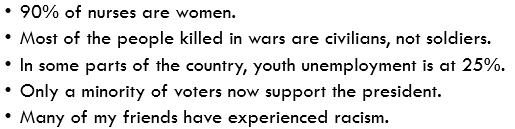 • 90% of nurses are women.
• Most of the people killed in wars are civilians, not soldiers.
• In some parts of the country, youth unemployment is at 25%.
• Only a minority of voters now support the president.
• Many of my friends have experienced racism.